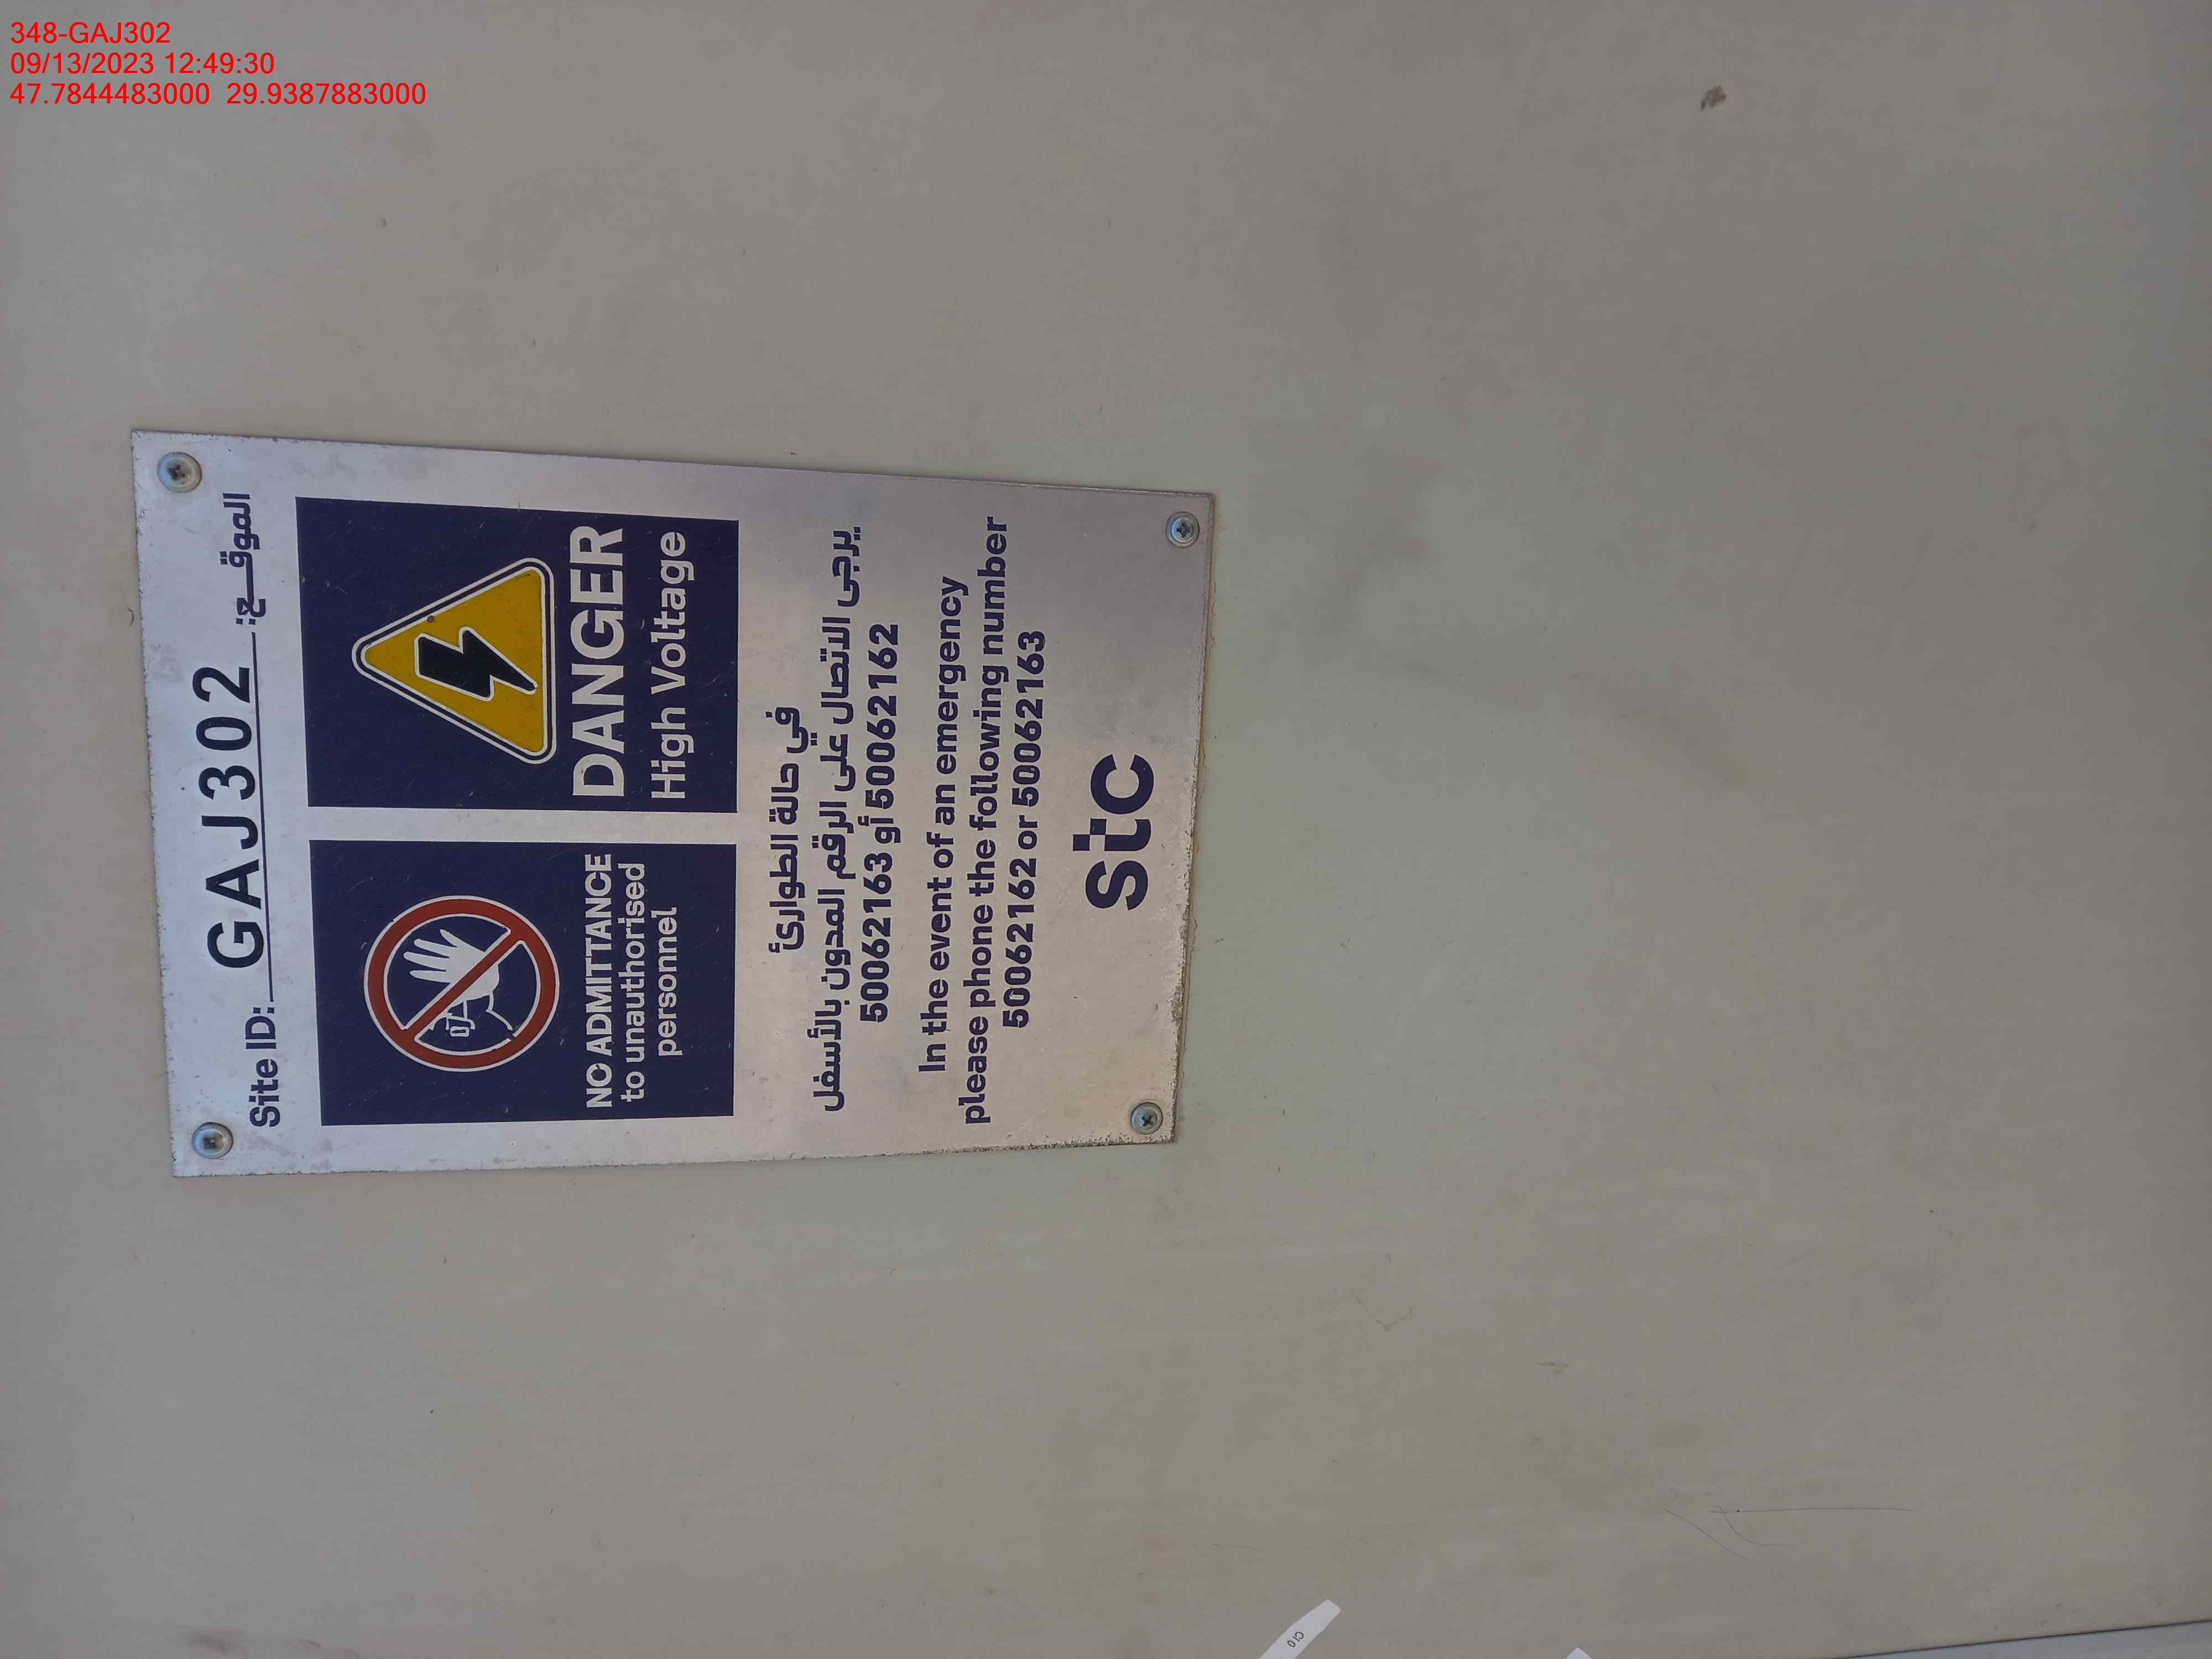 348-GAJ302
09/13/2023 12:49:30
47.7844483000 29.9387883000
Site ID: GAJ302 الموقـــع:
NO ADMITTANCE
to unauthorised
personnel
DANGER
High Voltage
في حالة الطوارئ
يرجى الاتصال على الرقم المدون بالأسفل
50062163 أو 50062162
In the event of an emergency
please phone the following number
50062162 or 50062163
stc